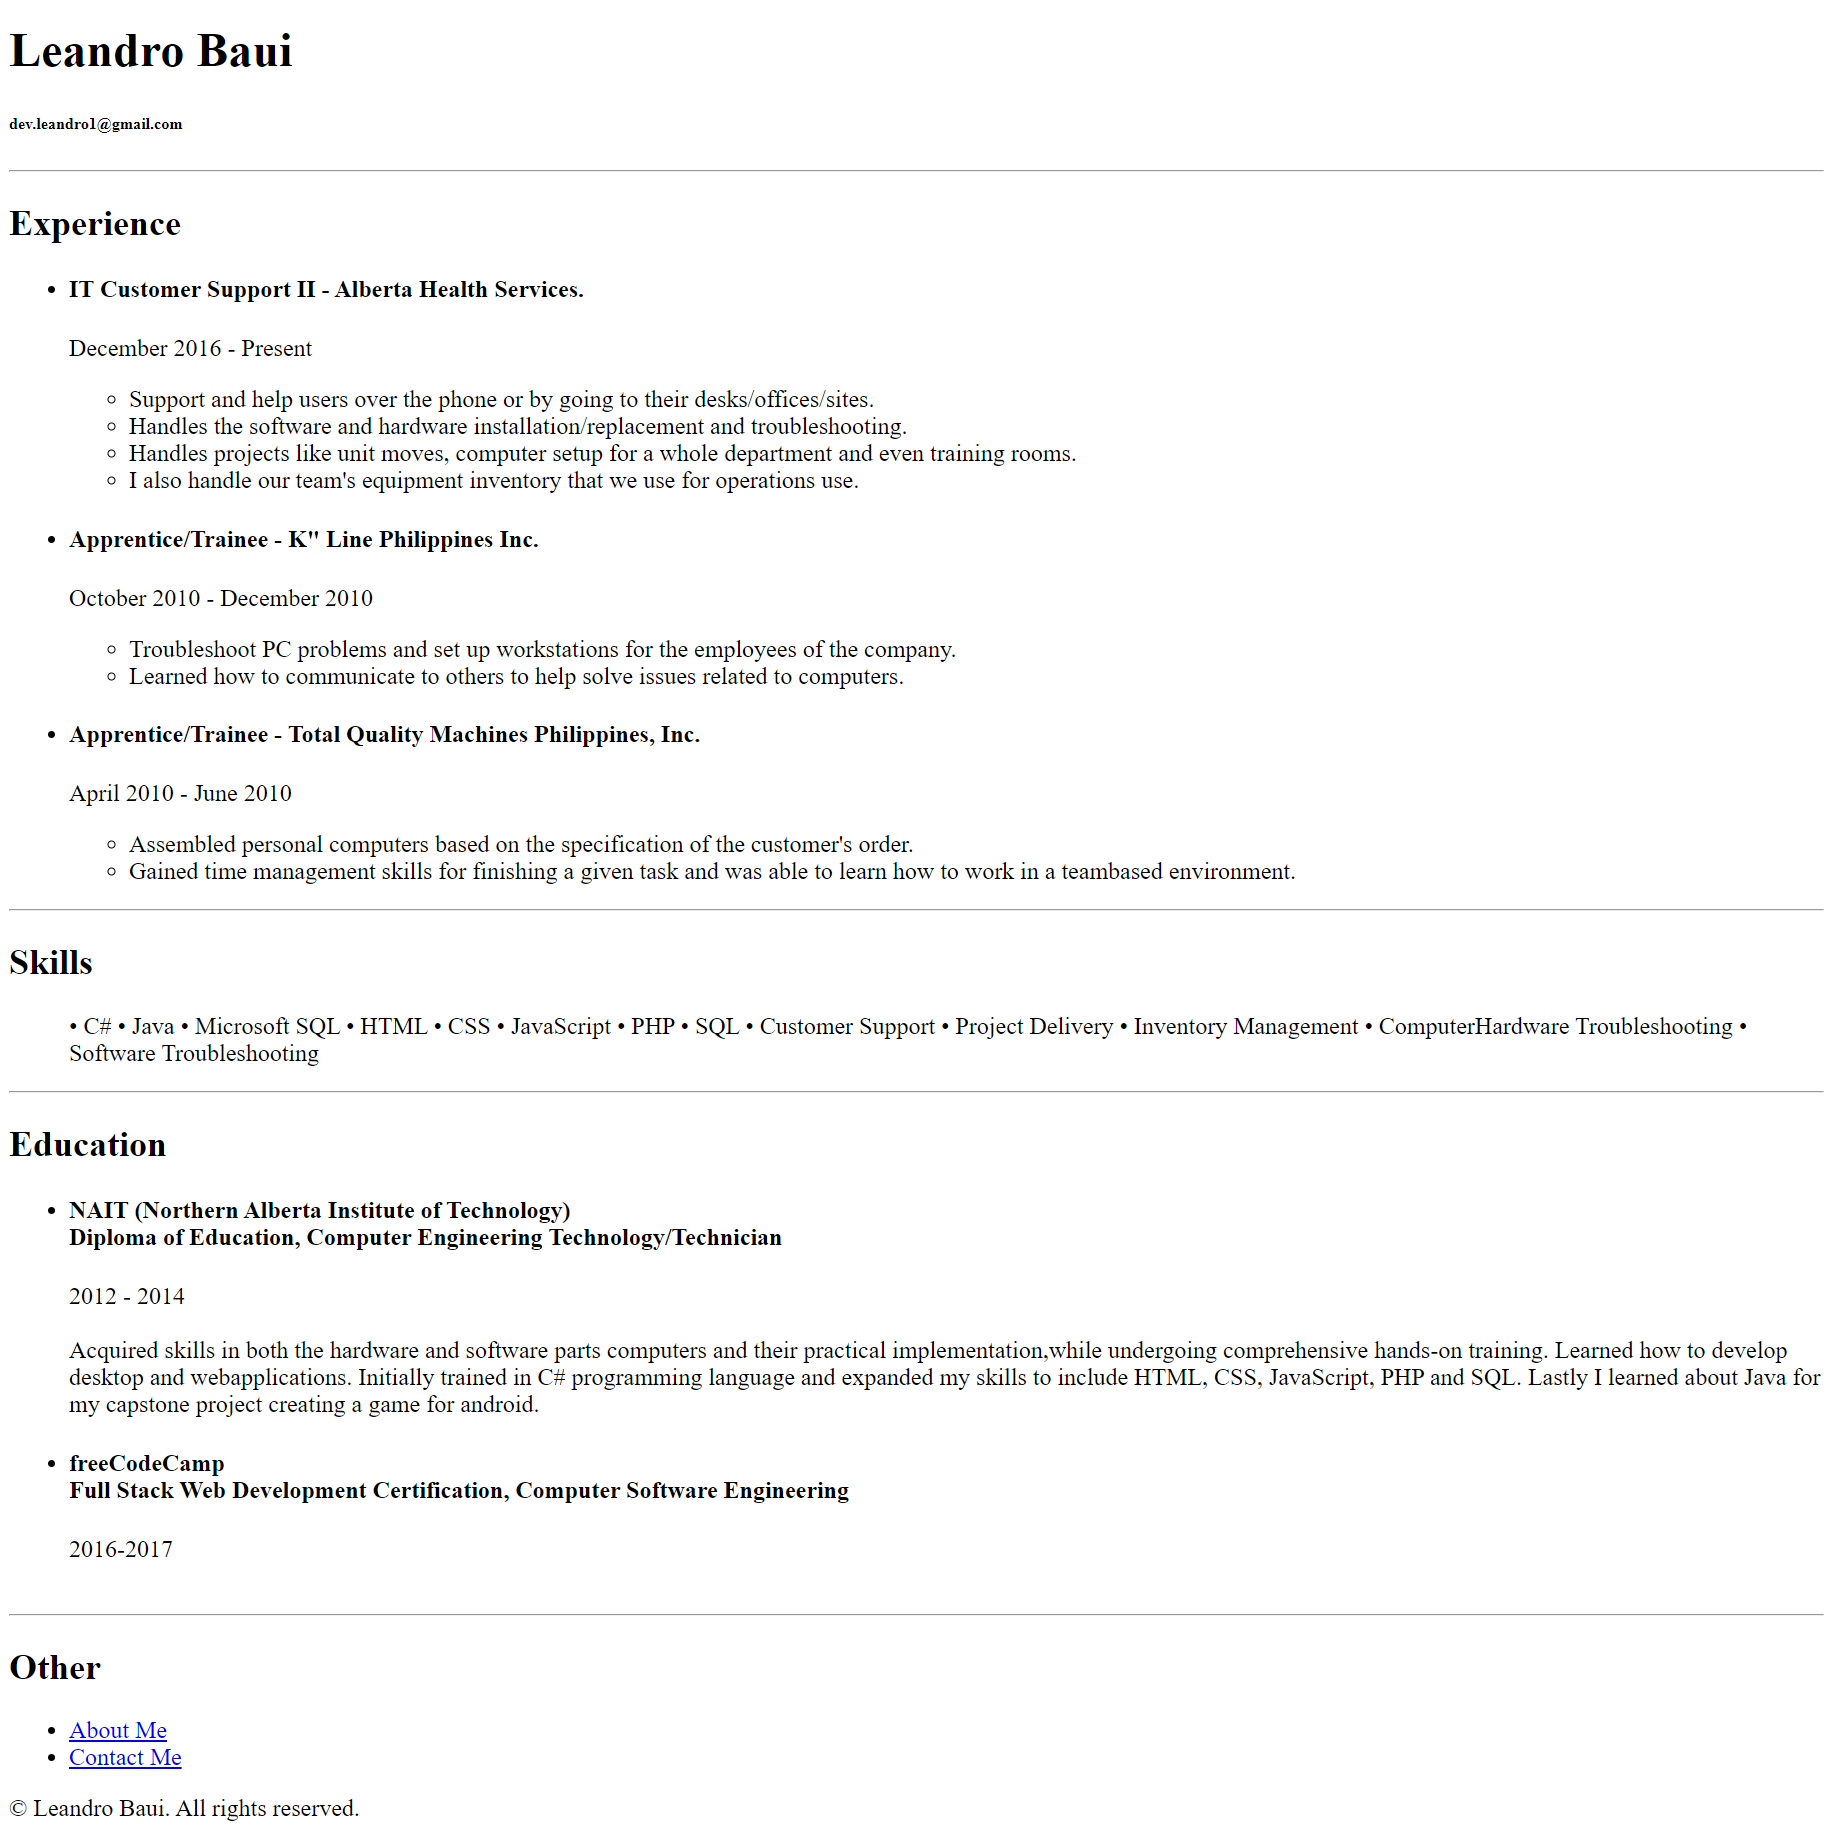 Leandro Baui
dev.leandro1@gmail.com
Experience
• IT Customer Support II - Alberta Health Services.
December 2016 - Present
◦ Support and help users over the phone or by going to their desks/offices/sites.
◦ Handles the software and hardware installation/replacement and troubleshooting.
◦ Handles projects like unit moves, computer setup for a whole department and even training rooms.
◦ I also handle our team's equipment inventory that we use for operations use.
• Apprentice/Trainee - K" Line Philippines Inc.
October 2010 - December 2010
◦ Troubleshoot PC problems and set up workstations for the employees of the company.
◦ Learned how to communicate to others to help solve issues related to computers.
• Apprentice/Trainee - Total Quality Machines Philippines, Inc.
April 2010 - June 2010
◦ Assembled personal computers based on the specification of the customer's order.
◦ Gained time management skills for finishing a given task and was able to learn how to work in a teambased environment.
Skills
• C# • Java • Microsoft SQL • HTML • CSS • JavaScript • PHP • SQL • Customer Support • Project Delivery • Inventory Management • ComputerHardware Troubleshooting •
Software Troubleshooting
Education
• NAIT (Northern Alberta Institute of Technology)
Diploma of Education, Computer Engineering Technology/Technician
2012 - 2014
Acquired skills in both the hardware and software parts computers and their practical implementation,while undergoing comprehensive hands-on training. Learned how to develop
desktop and webapplications. Initially trained in C# programming language and expanded my skills to include HTML, CSS, JavaScript, PHP and SQL. Lastly I learned about Java for
my capstone project creating a game for android.
• freeCodeCamp
Full Stack Web Development Certification, Computer Software Engineering
2016-2017
Other
• About Me
• Contact Me
© Leandro Baui. All rights reserved.